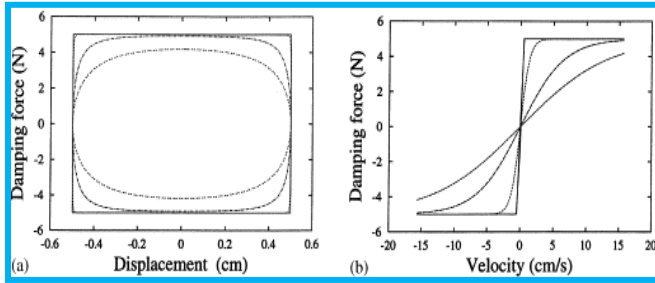 6
4
2
0
-2
-4
-6
-0.6 -0.4 -0.2 0 0.2 0.4 0.6
Damping force (N)
(a) Displacement (cm)
6
4
2
0
-2
-4
-6
-20 -15 -10 -5 0 5 10 15 20
Damping force (N)
(b) Velocity (cm/s)